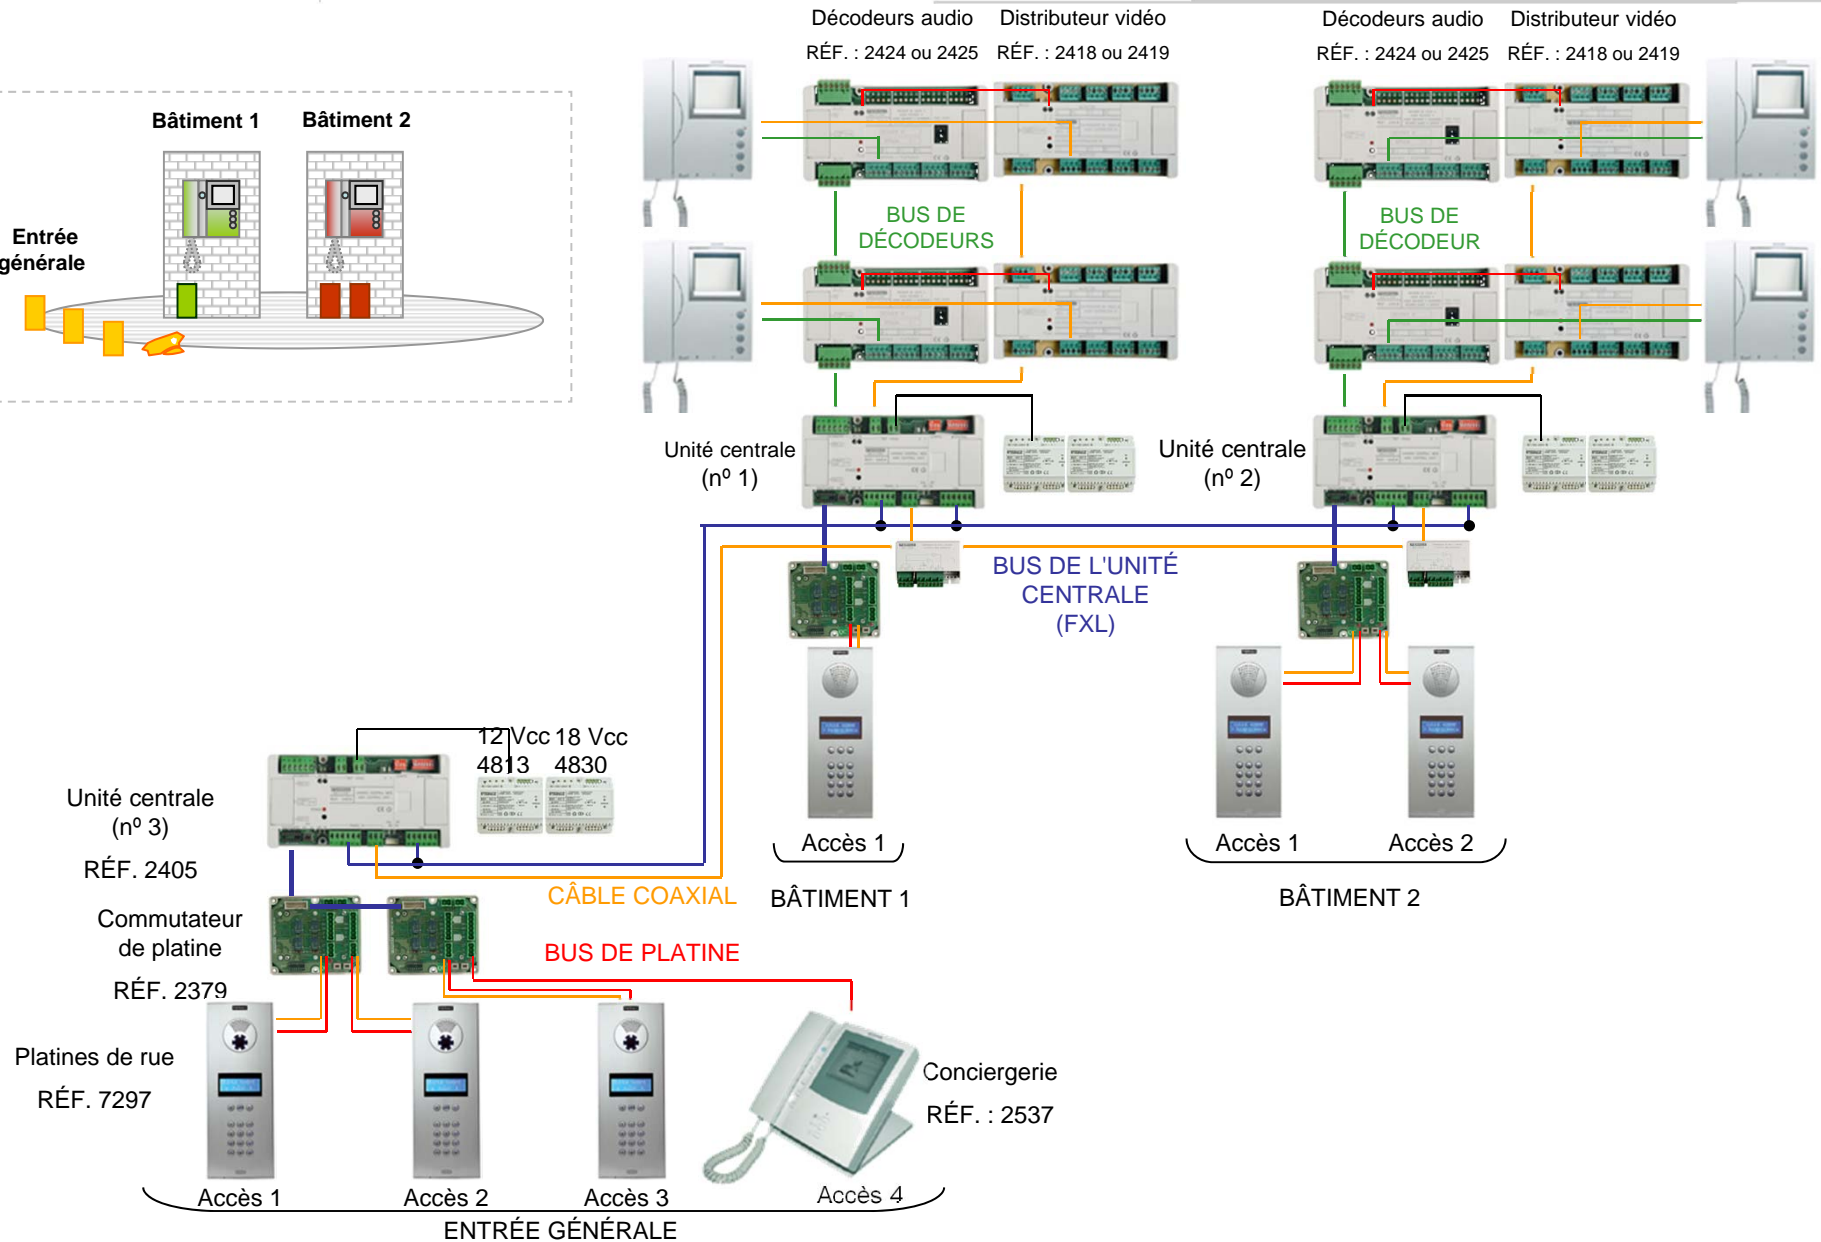 Décodeurs audio
Distributeur vidéo
RÉF. : 2424 ou 2425
RÉF. : 2418 ou 2419
Décodeurs audio
Distributeur vidéo
RÉF. : 2424 ou 2425
RÉF. : 2418 ou 2419
Bâtiment 1
Bâtiment 2
Entrée
générale
BUS DE
DÉCODEURS
BUS DE
DÉCODEUR
Unité centrale
(nº 1)
Unité centrale
(nº 2)
BUS DE L'UNITÉ
CENTRALE
(FXL)
12 Vcc
4813
18 Vcc
4830
Unité centrale
(nº 3)
RÉF. 2405
Accès 1
BÂTIMENT 1
Accès 1
Accès 2
BÂTIMENT 2
CÂBLE COAXIAL
Commutateur
de platine
RÉF. 2379
BUS DE PLATINE
Platines de rue
RÉF. 7297
Conciergerie
RÉF. : 2537
Accès 1
Accès 2
Accès 3
Accès 4
ENTRÉE GÉNÉRALE